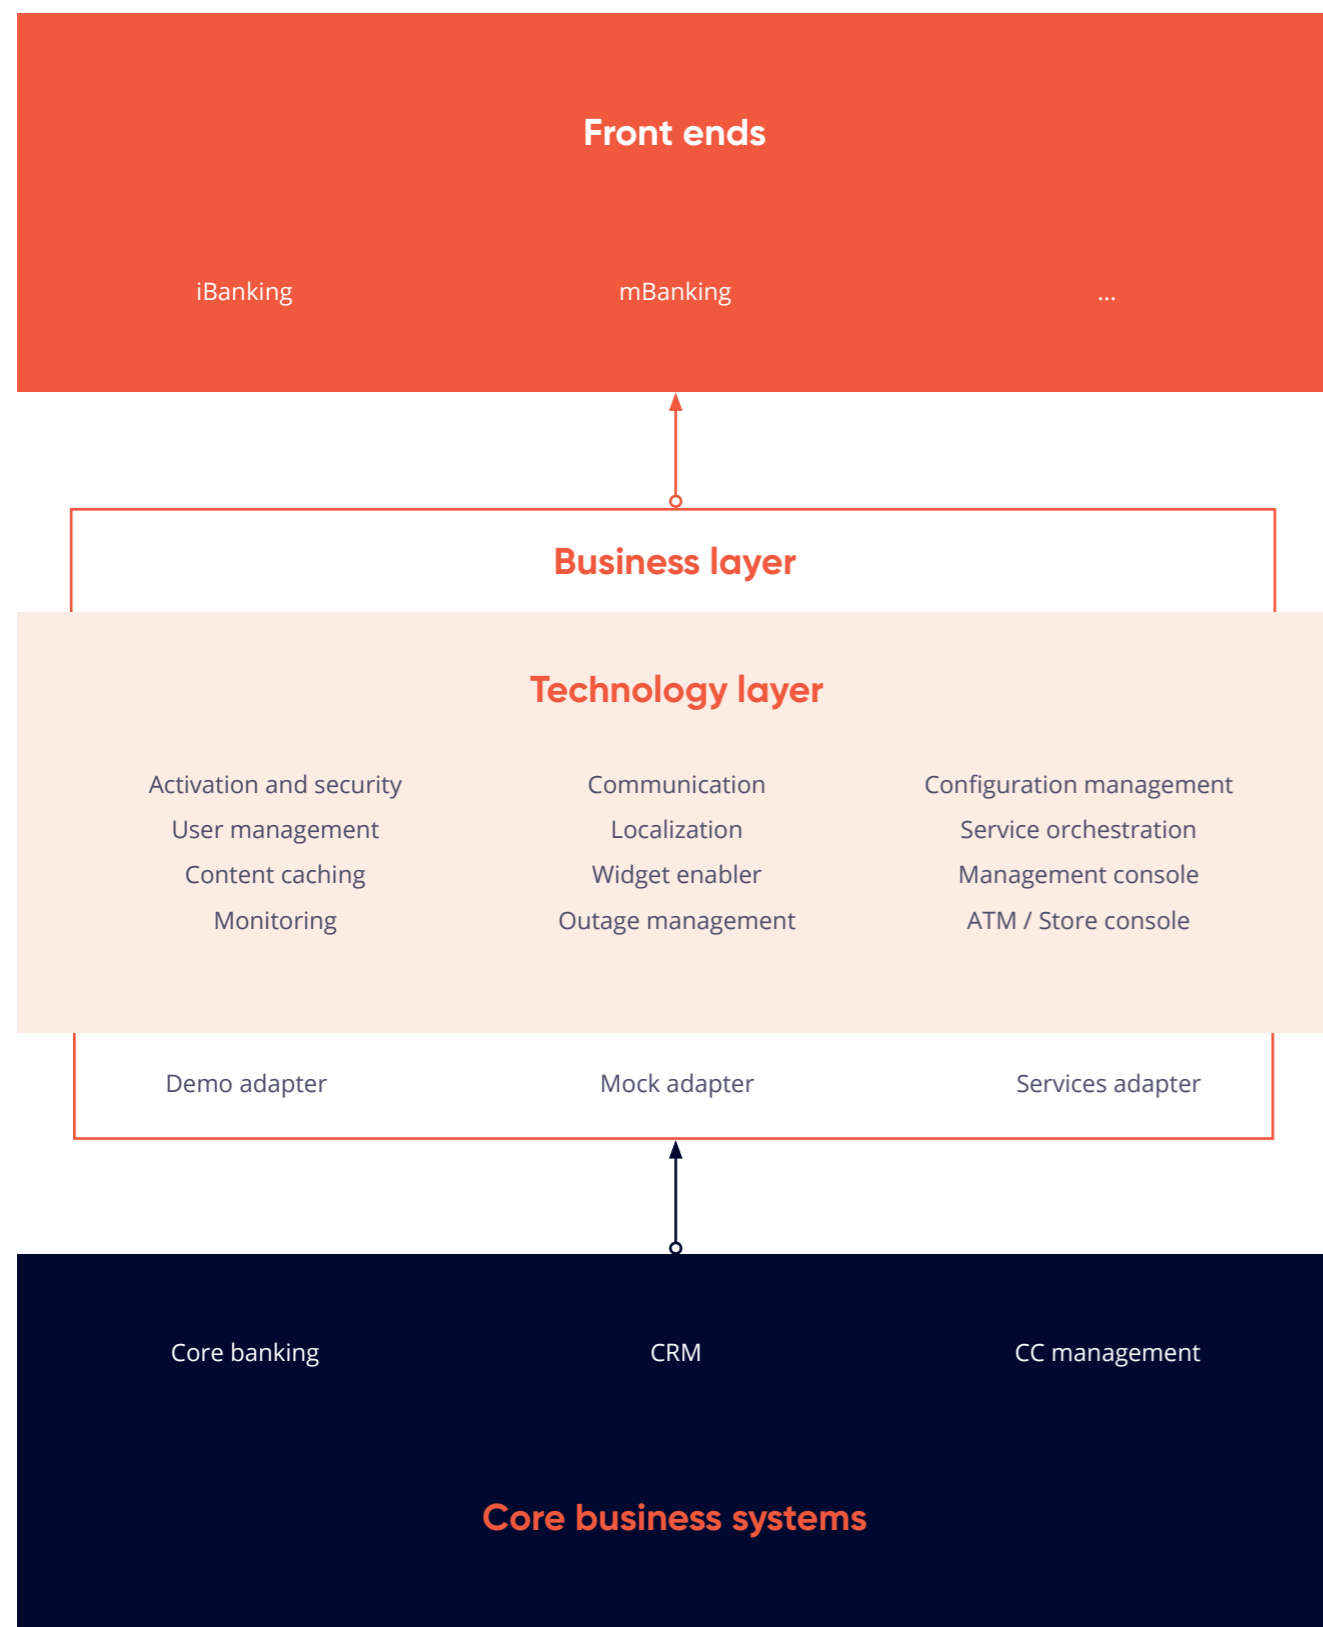 Front ends
iBanking
mBanking
...
Business layer
Technology layer
Activation and security
Communication
Configuration management
User management
Localization
Service orchestration
Content caching
Widget enabler
Management console
Monitoring
Outage management
ATM / Store console
Demo adapter
Mock adapter
Services adapter
Core banking
CRM
CC management
Core business systems